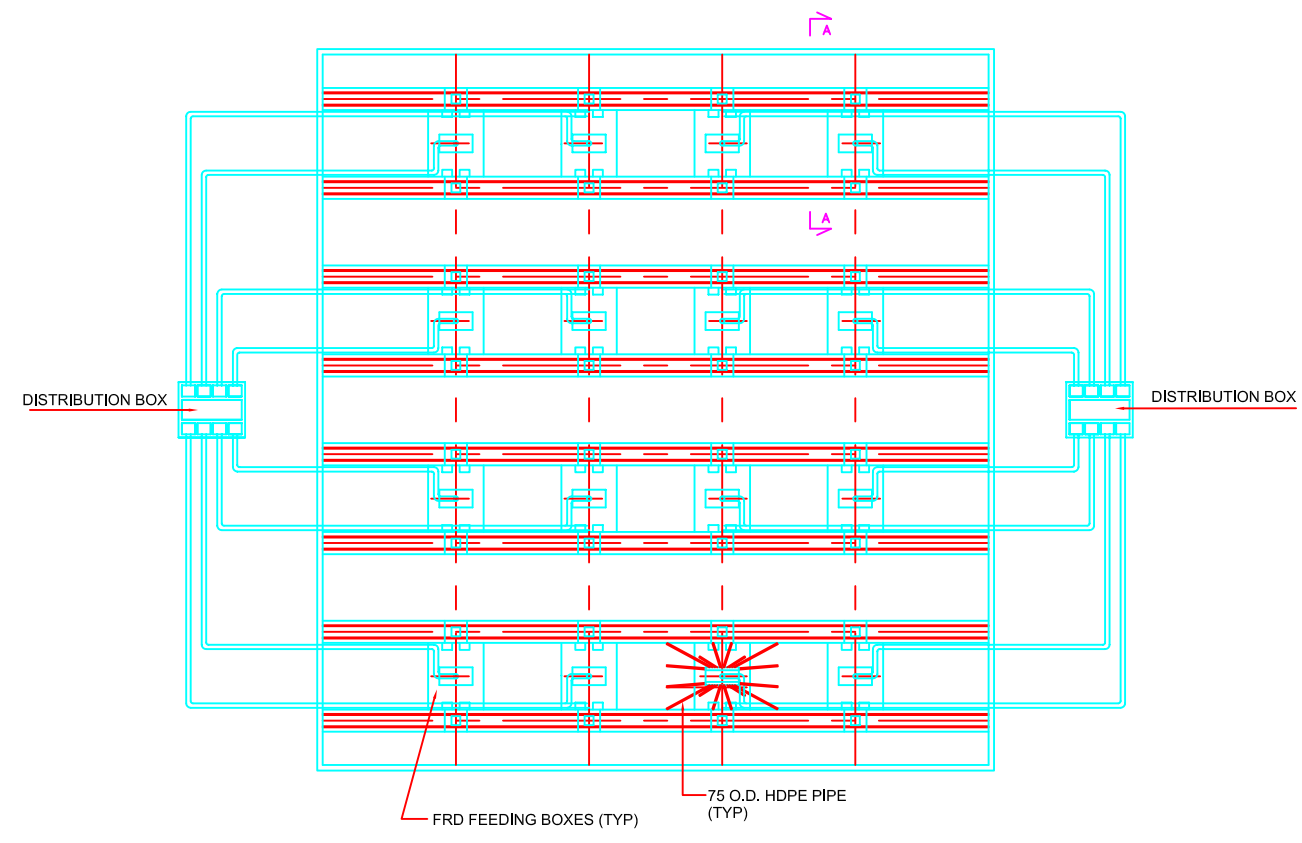 A
A
DISTRIBUTION BOX
DISTRIBUTION BOX
75 O.D. HDPE PIPE
(TYP)
FRD FEEDING BOXES (TYP)